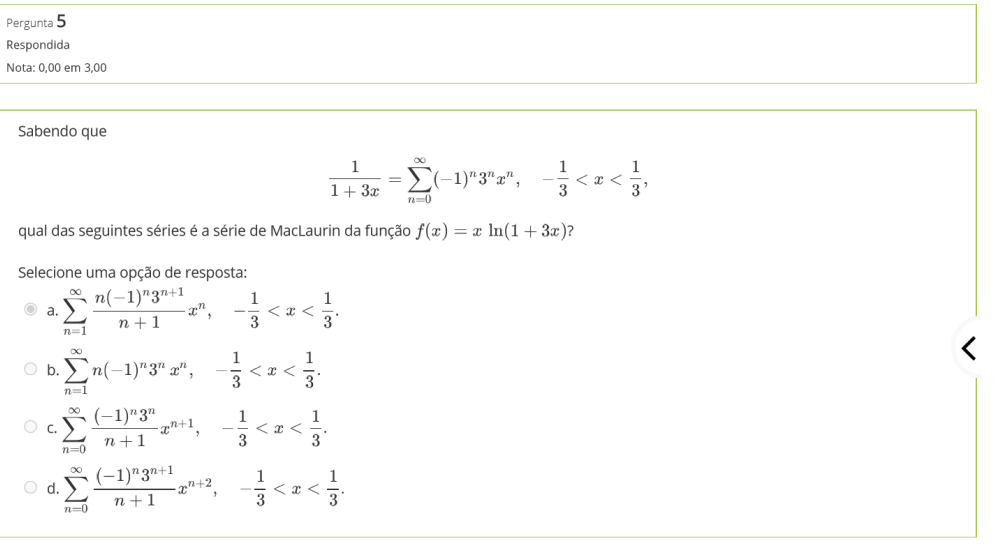 Pergunta 5
Respondida
Nota: 0,00 em 3,00
Sabendo que
$$\frac{1}{1+3x} = \sum_{n=0}^{\infty} (-1)^n 3^n x^n, \quad -\frac{1}{3} < x < \frac{1}{3},$$
qual das seguintes séries é a série de MacLaurin da função $f(x) = x \ln(1+3x)$?
Selecione uma opção de resposta:
a. $\sum_{n=1}^{\infty} \frac{n(-1)^n 3^{n+1}}{n+1} x^n, \quad -\frac{1}{3} < x < \frac{1}{3}.$
b. $\sum_{n=1}^{\infty} n(-1)^n 3^n x^n, \quad -\frac{1}{3} < x < \frac{1}{3}.$
c. $\sum_{n=0}^{\infty} \frac{(-1)^n 3^n}{n+1} x^{n+1}, \quad -\frac{1}{3} < x < \frac{1}{3}.$
d. $\sum_{n=0}^{\infty} \frac{(-1)^n 3^{n+1}}{n+1} x^{n+2}, \quad -\frac{1}{3} < x < \frac{1}{3}.$